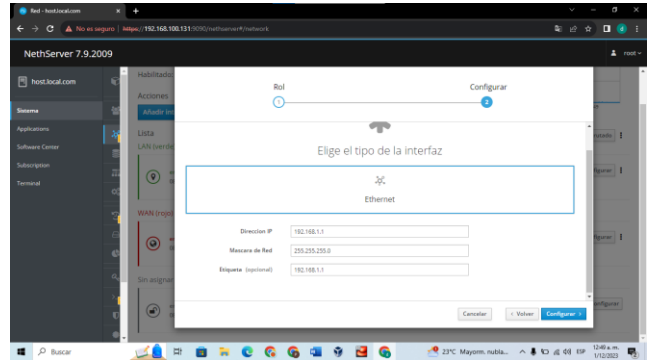 Red - host.local.com
No es seguro | https://192.168.100.131:9090/nethserver#/network
NethServer 7.9.2009
root
host.local.com
Sistema
Applications
Software Center
Subscription
Terminal
Habilitado
Acciones
Añadir int
Lista
LAN (verde
WAN (rojo)
Sin asignar
Rol
Configurar
1
2
Elige el tipo de la interfaz
Ethernet
Direccion IP 192.168.1.1
Mascara de Red 255.255.255.0
Etiqueta (opcional) 192.168.1.1
Cancelar < Volver Configurar >
Buscar
23°C Mayorm. nubla...
ESP
12:40 a. m.
1/12/2023